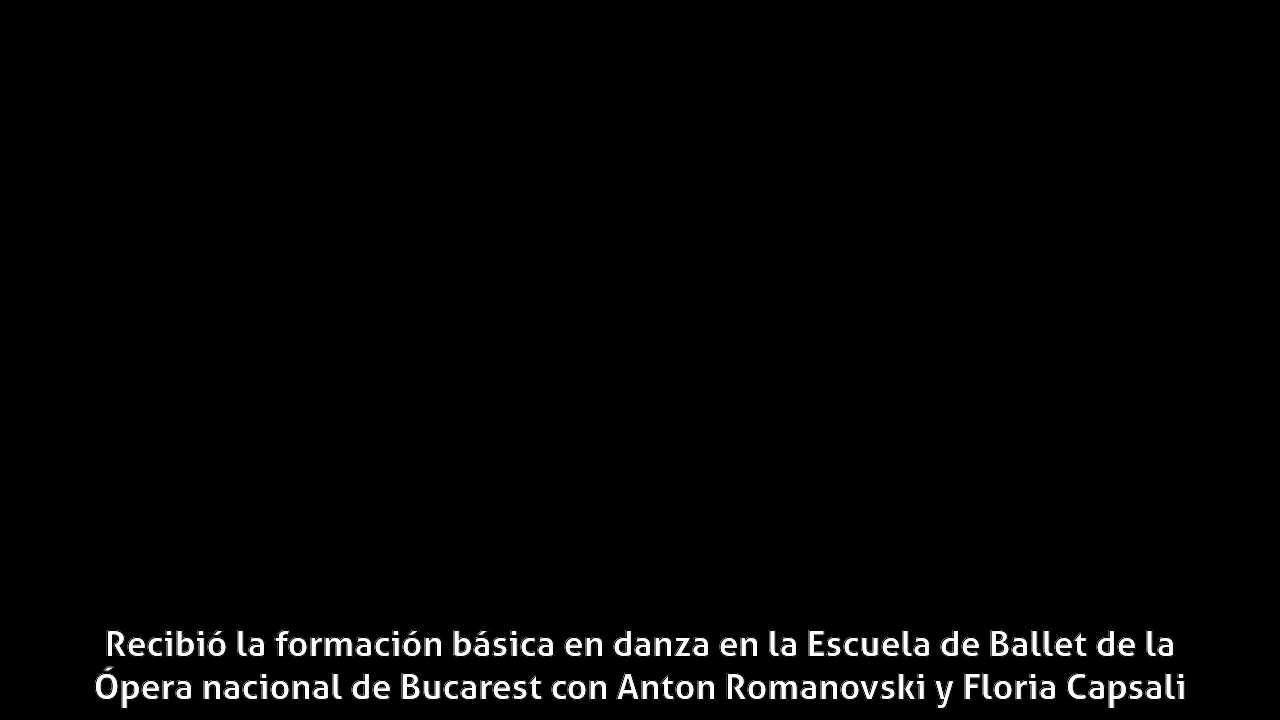 Recibió la formación básica en danza en la Escuela de Ballet de la
Ópera nacional de Bucarest con Anton Romanovski y Floria Capsali